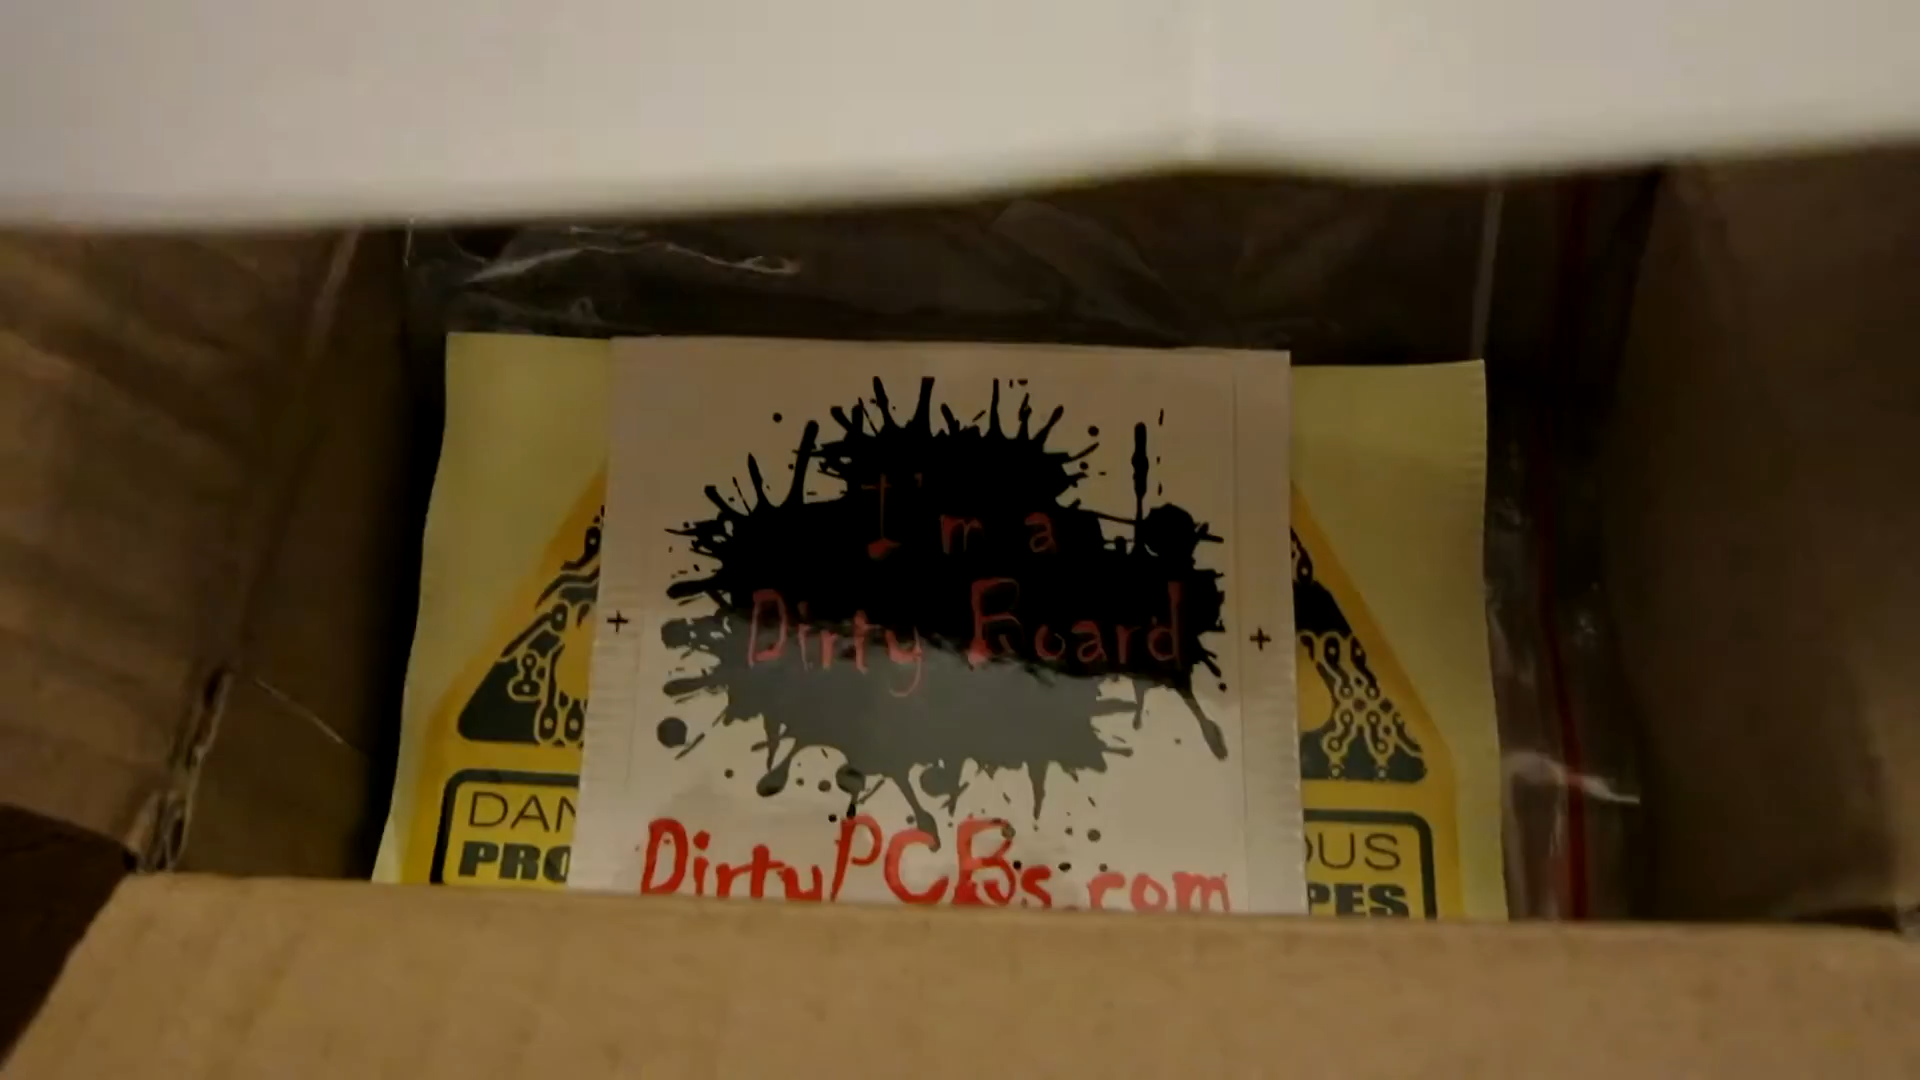 I'm a
Dirty Board
DirtyPCBs.com
DAN
PRO
OUS
PES